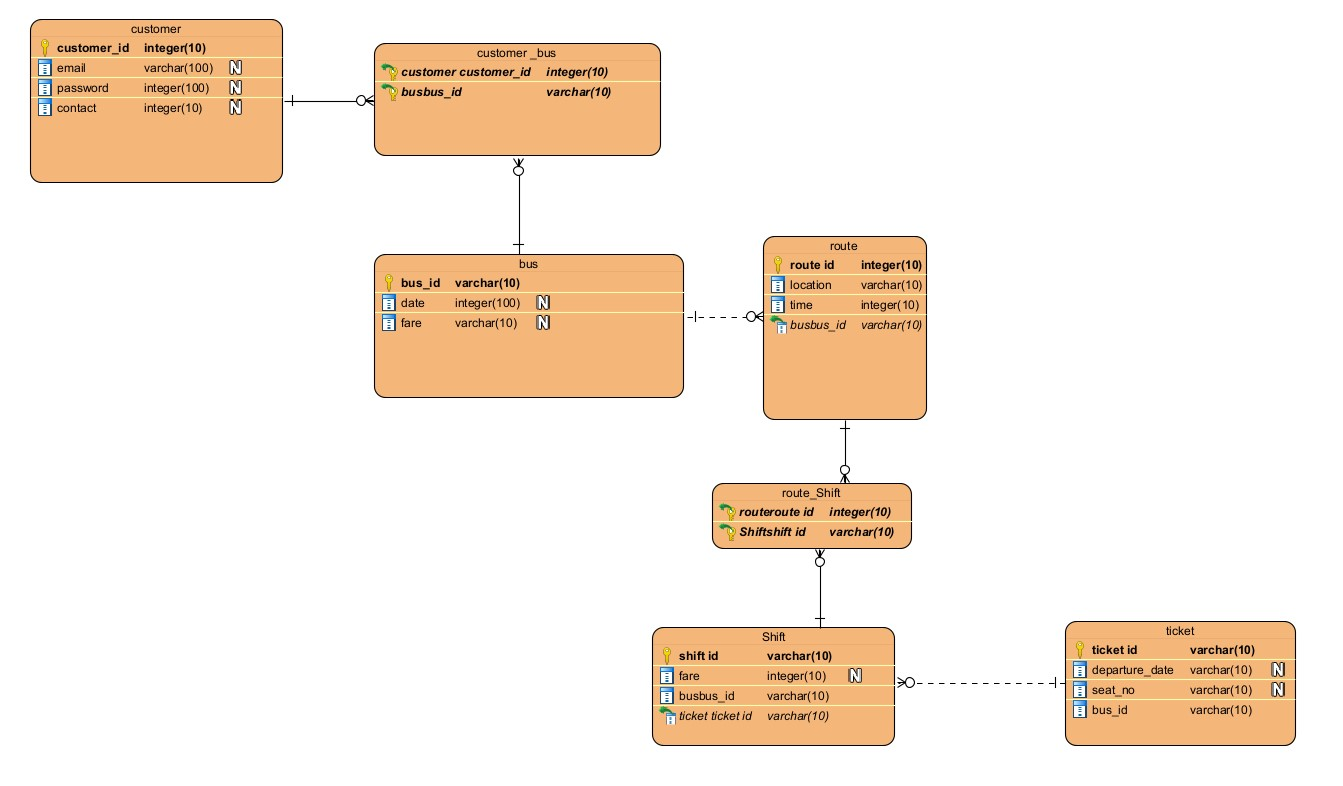 customer
customer_id integer(10)
email varchar(100) N
password integer(100) N
contact integer(10) N
customer _bus
customer customer_id integer(10)
busbus_id varchar(10)
bus
bus_id varchar(10)
date integer(100) N
fare varchar(10) N
route
route id integer(10)
location varchar(10)
time integer(10)
busbus_id varchar(10)
route_Shift
routeroute id integer(10)
Shiftshift id varchar(10)
Shift
shift id varchar(10)
fare integer(10) N
busbus_id varchar(10)
ticket ticket id varchar(10)
ticket
ticket id varchar(10)
departure_date varchar(10) N
seat_no varchar(10) N
bus_id varchar(10)